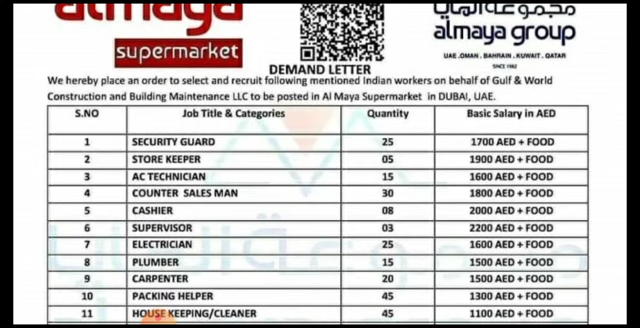 almaya
supermarket
مجموعة المايا
almaya group
UAE .OMAN . BAHRAIN . KUWAIT . QATAR
SINCE 1982
DEMAND LETTER
We hereby place an order to select and recruit following mentioned Indian workers on behalf of Gulf & World
Construction and Building Maintenance LLC to be posted in Al Maya Supermarket in DUBAI, UAE.
S.NO Job Title & Categories Quantity Basic Salary in AED
1 SECURITY GUARD 25 1700 AED + FOOD
2 STORE KEEPER 05 1900 AED + FOOD
3 AC TECHNICIAN 15 1600 AED + FOOD
4 COUNTER SALES MAN 30 1800 AED + FOOD
5 CASHIER 08 2000 AED + FOOD
6 SUPERVISOR 03 2200 AED + FOOD
7 ELECTRICIAN 25 1600 AED + FOOD
8 PLUMBER 15 1500 AED + FOOD
9 CARPENTER 20 1500 AED + FOOD
10 PACKING HELPER 45 1300 AED + FOOD
11 HOUSE KEEPING/CLEANER 45 1100 AED + FOOD